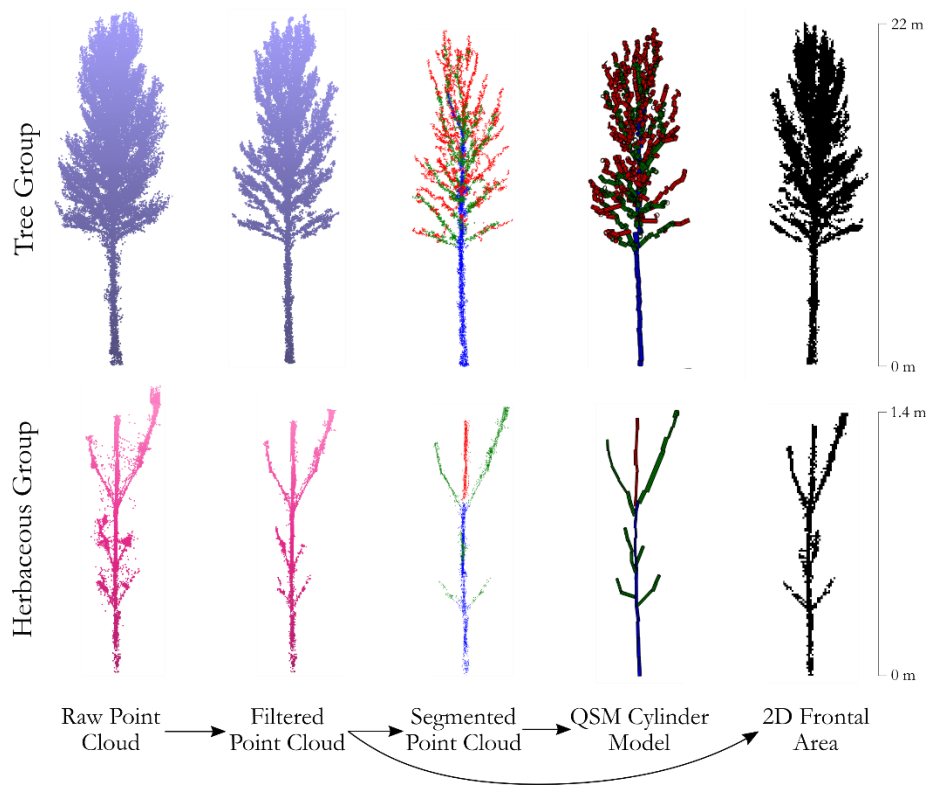 Tree Group
22 m
0 m
Herbaceous Group
1.4 m
0 m
Raw Point
Cloud
Filtered
Point Cloud
Segmented
Point Cloud
QSM Cylinder
Model
2D Frontal
Area